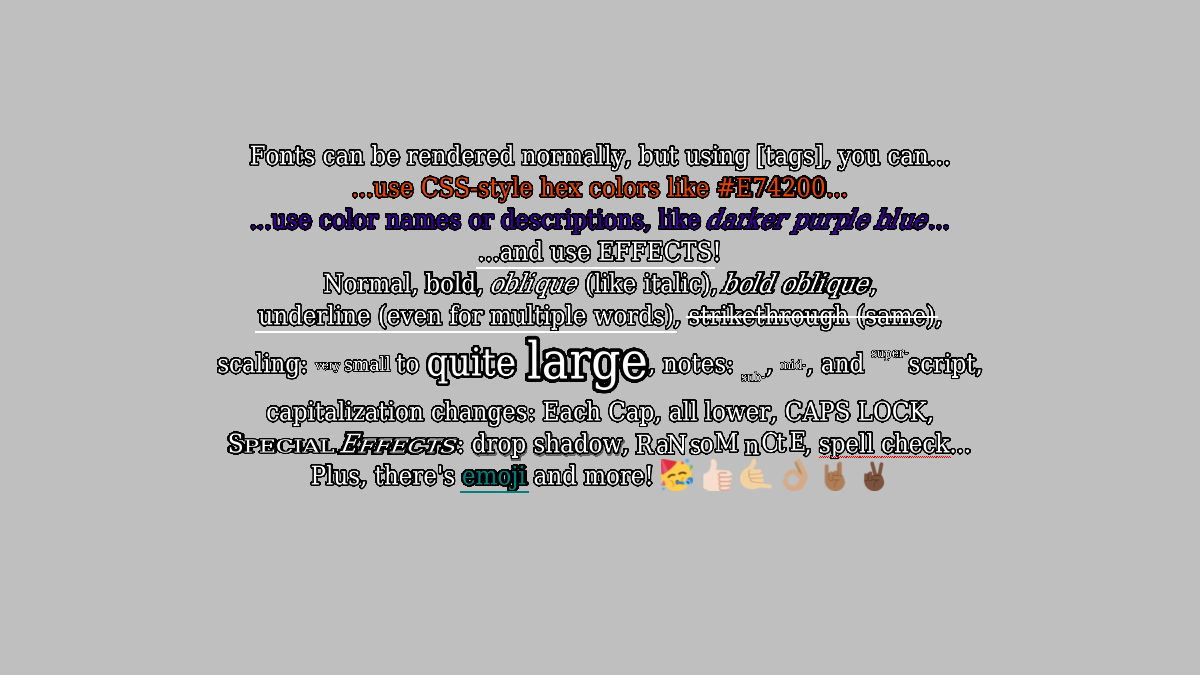 Fonts can be rendered normally, but using [tags], you can...
...use CSS-style hex colors like #E74200...
...use color names or descriptions, like darker purple blue...
...and use EFFECTS!
Normal, bold, oblique (like italic), bold oblique,
underline (even for multiple words), strikethrough (same),
scaling: very small to quite large, notes: sub-, mid-, and super-script,
capitalization changes: Each Cap, all lower, CAPS LOCK,
SPECIAL EFFECTS: drop shadow, RaNsoM nOtE, spell check...
Plus, there's emoji and more! 🥳 👍🏻 🤙🏼 👌🏽 🤘🏾 ✌🏿